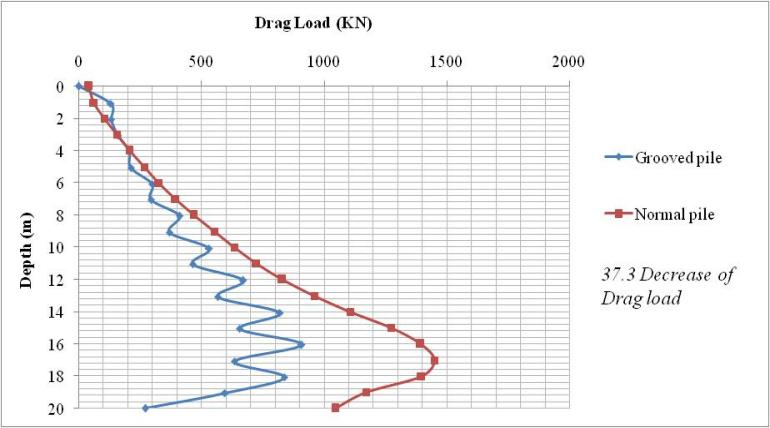 Drag Load (KN)
0 500 1000 1500 2000
0
2
4
6
8
10
12
14
16
18
20
Depth (m)
Grooved pile
Normal pile
37.3 Decrease of
Drag load